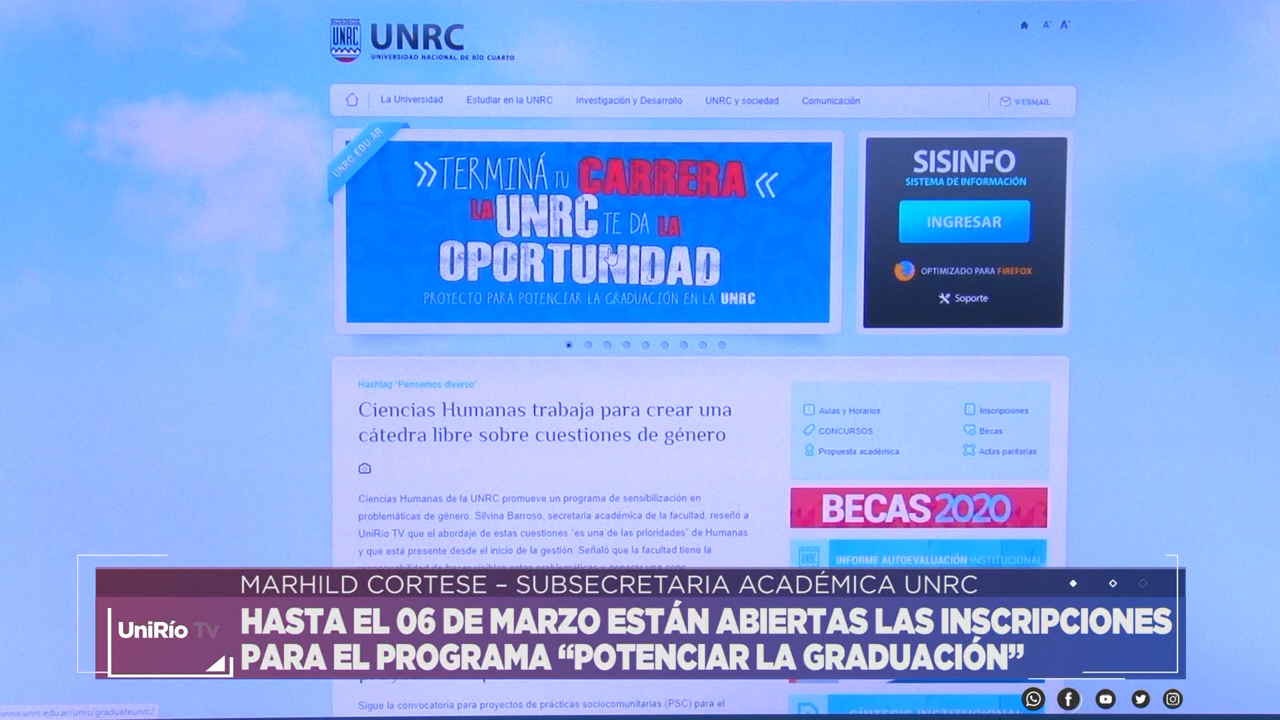 UNRC
UNRC
UNIVERSIDAD NACIONAL DE RÍO CUARTO
A- A+
La Universidad Estudiar en la UNRC Investigación y Desarrollo UNRC y sociedad Comunicación WEBMAIL
UNRC.EDU.AR
»TERMINÁ TU CARRERA «
LA UNRC TE DA LA
OPORTUNIDAD
PROYECTO PARA POTENCIAR LA GRADUACIÓN EN LA UNRC
SISINFO
SISTEMA DE INFORMACIÓN
INGRESAR
OPTIMIZADO PARA FIREFOX
Soporte
Hashtag "Pensemos diverso"
Ciencias Humanas trabaja para crear una
cátedra libre sobre cuestiones de género
Ciencias Humanas de la UNRC promueve un programa de sensibilización en
problemáticas de género. Silvina Barroso, secretaria académica de la facultad, reseñó a
UniRío TV que el abordaje de estas cuestiones "es una de las prioridades" de Humanas
y que está presente desde el inicio de la gestión. Señaló que la facultad tiene la
Aulas y Horarios
CONCURSOS
Propuesta académica
Inscripciones
Becas
Actas paritarias
BECAS 2020
INFORME AUTOEVALUACIÓN INSTITUCIONAL
MARHILD CORTESE – SUBSECRETARIA ACADÉMICA UNRC
UniRío Tv
HASTA EL 06 DE MARZO ESTÁN ABIERTAS LAS INSCRIPCIONES
PARA EL PROGRAMA “POTENCIAR LA GRADUACIÓN”
Sigue la convocatoria para proyectos de prácticas sociocomunitarias (PSC) para el
www.unrc.edu.ar/unrc/graduateunrc/